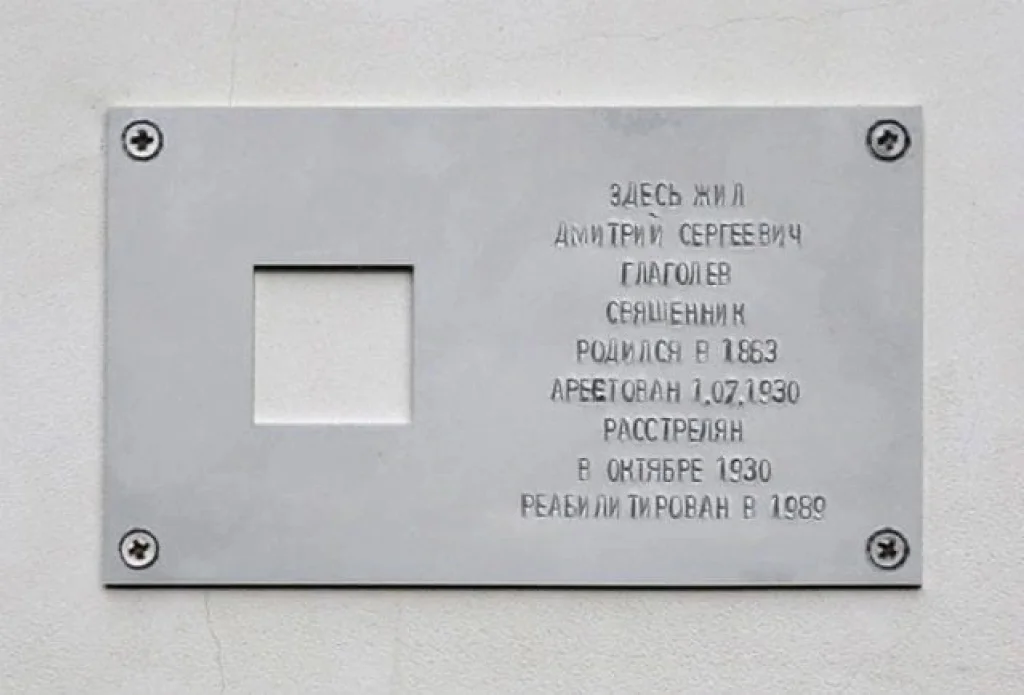 ЗДЕСЬ ЖИЛ
ДМИТРИЙ СЕРГЕЕВИЧ
ГЛАГОЛЕВ
СВЯЩЕННИК
РОДИЛСЯ В 1863
АРЕСТОВАН 1.07.1930
РАССТРЕЛЯН
В ОКТЯБРЕ 1930
РЕАБИЛИТИРОВАН В 1989